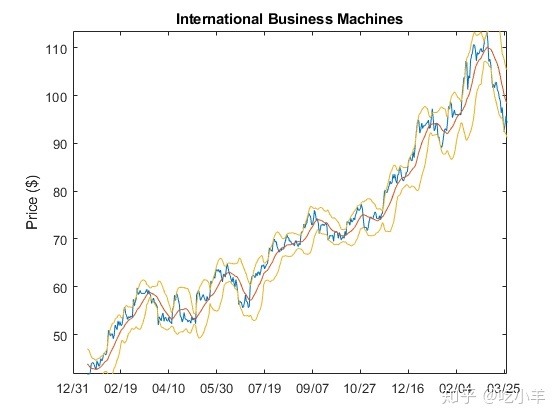 International Business Machines
Price ($)
110
100
90
80
70
60
50
12/31 02/19 04/10 05/30 07/19 09/07 10/27 12/16 02/04 03/25
知乎 @吃小羊